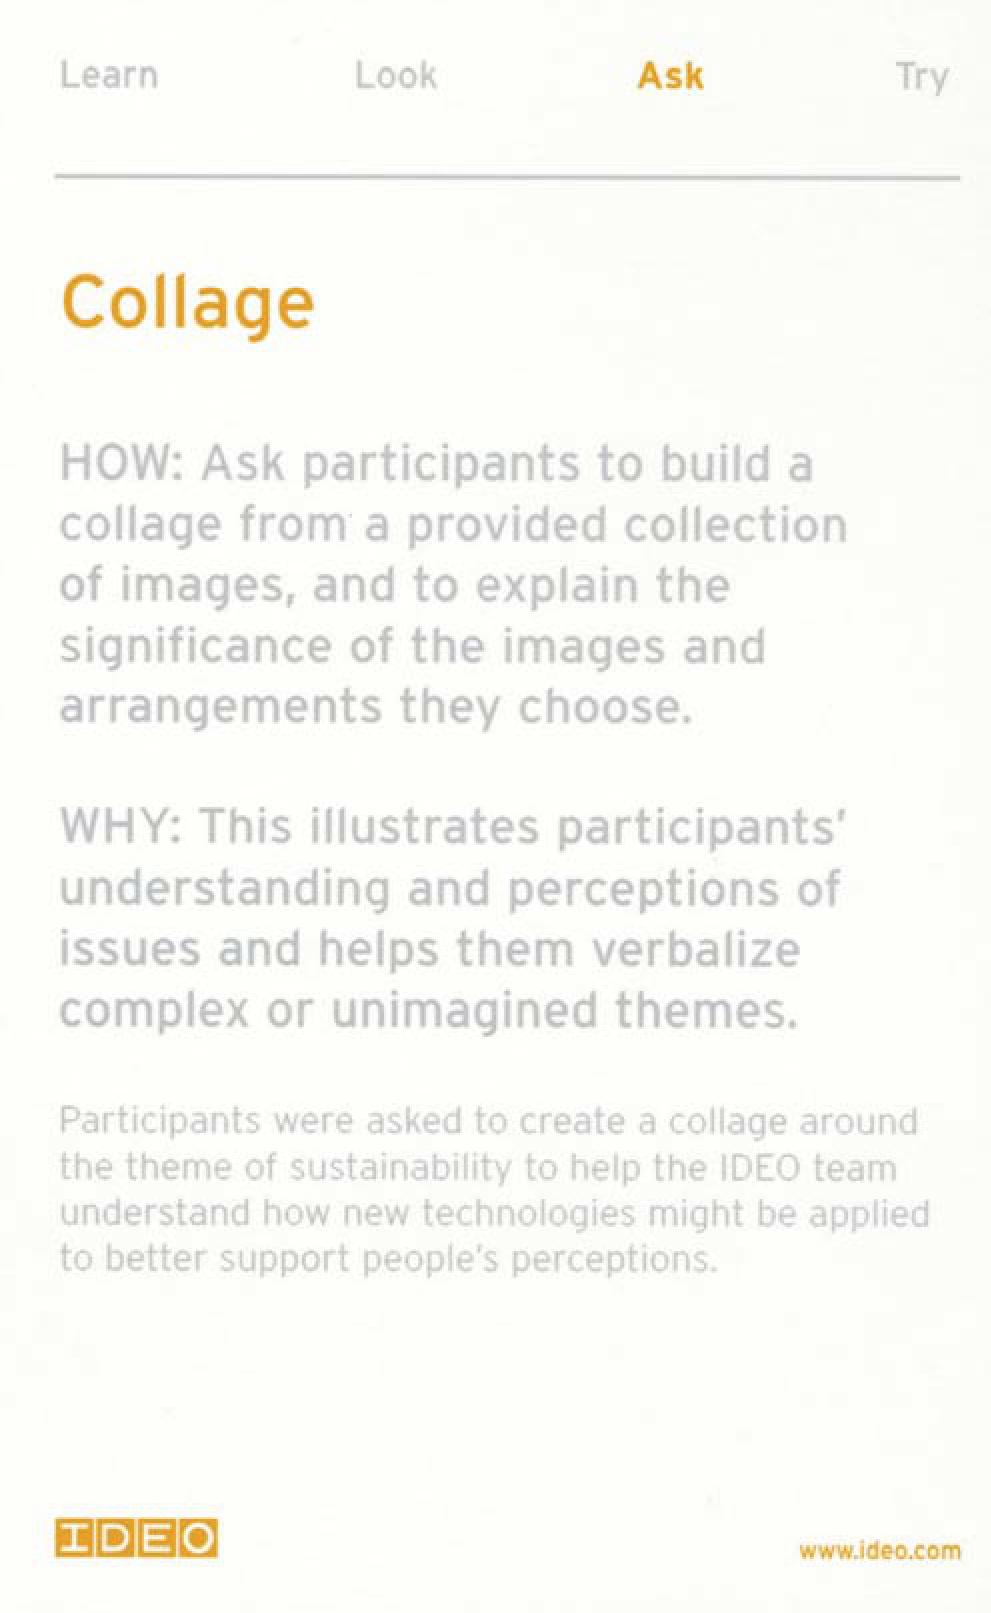 Learn Look Ask Try
Collage
HOW: Ask participants to build a
collage from a provided collection
of images, and to explain the
significance of the images and
arrangements they choose.
WHY: This illustrates participants'
understanding and perceptions of
issues and helps them verbalize
complex or unimagined themes.
Participants were asked to create a collage around
the theme of sustainability to help the IDEO team
understand how new technologies might be applied
to better support people's perceptions.
IDEO www.ideo.com